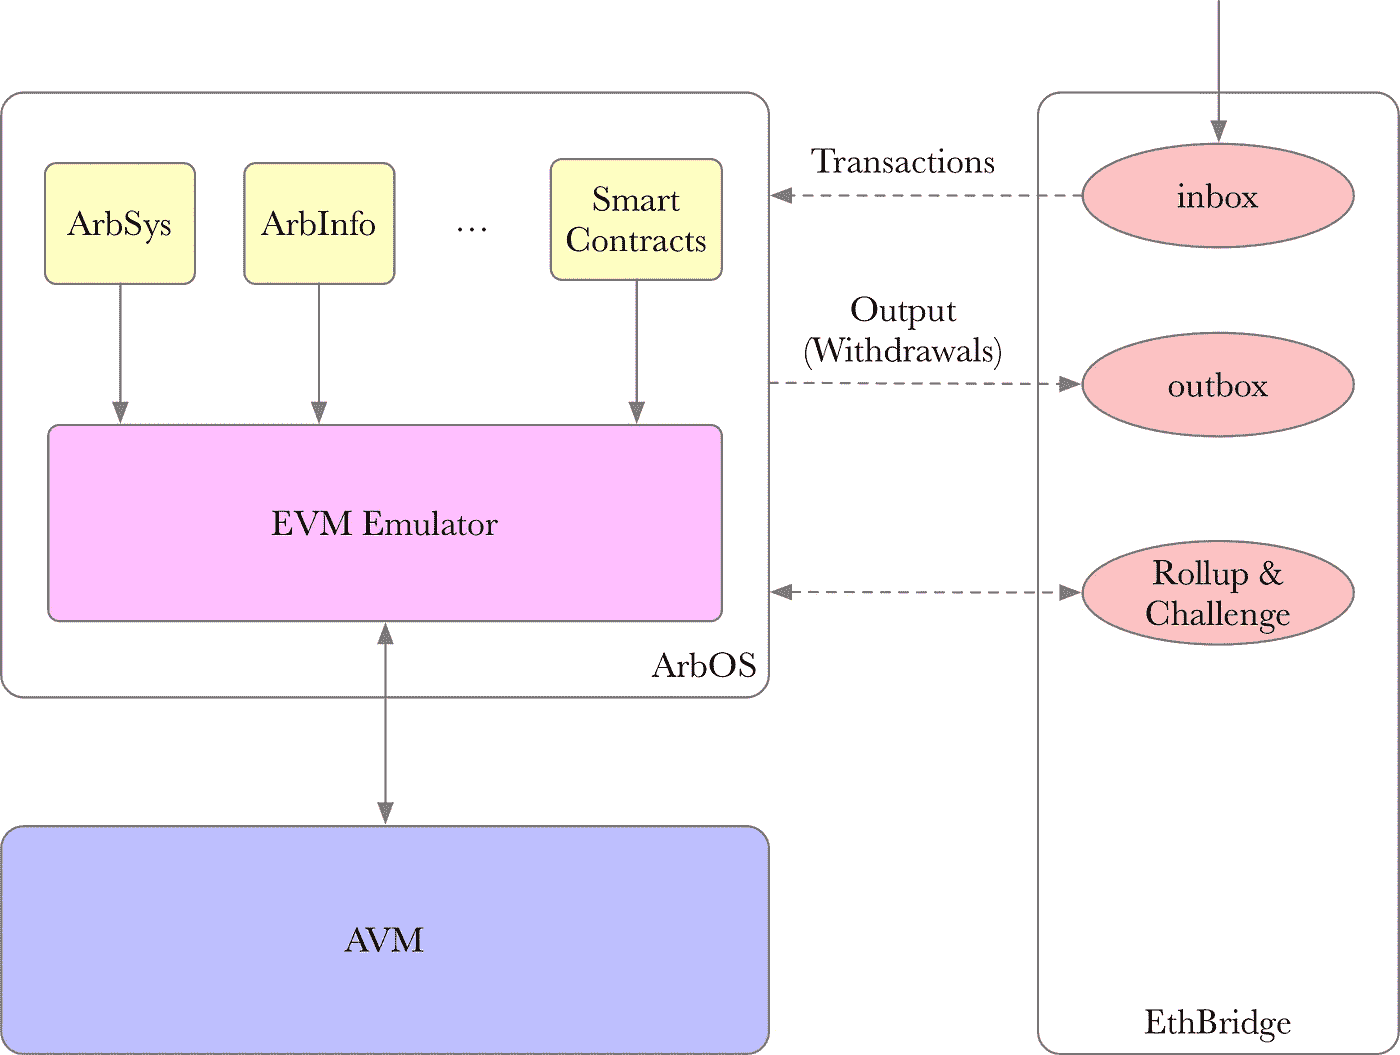 Transactions
inbox
ArbSys
ArbInfo
...
Smart
Contracts
Output
(Withdrawals)
outbox
EVM Emulator
Rollup &
Challenge
ArbOS
AVM
EthBridge